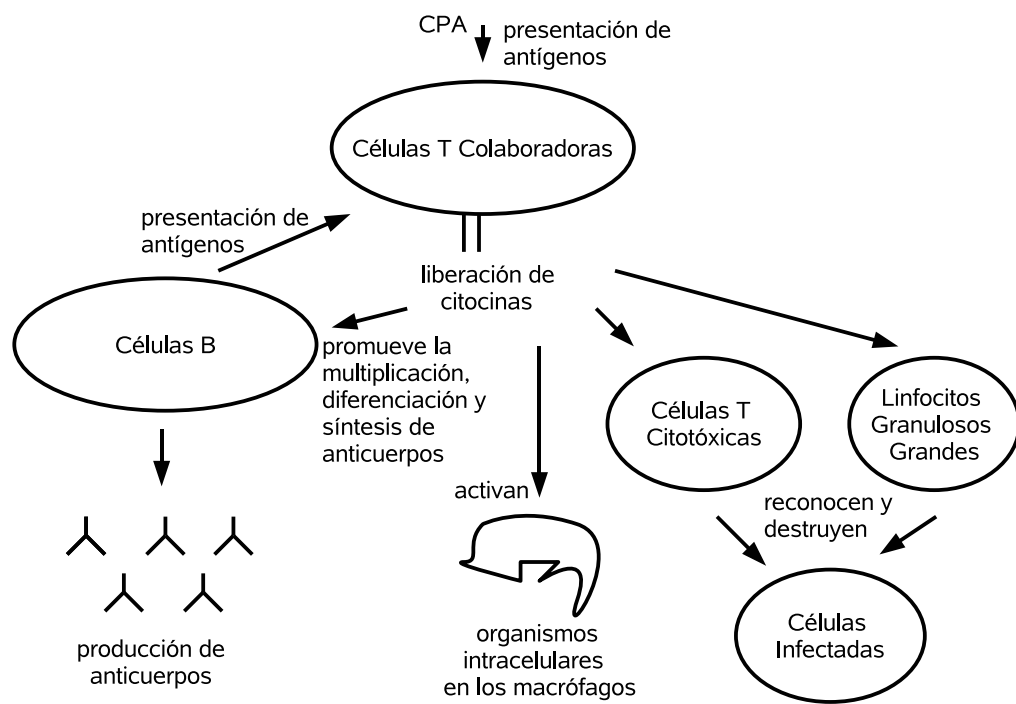 CPA
presentación de
antígenos
Células T Colaboradoras
presentación de
antígenos
liberación de
citocinas
Células B
promueve la
multiplicación,
diferenciación y
síntesis de
anticuerpos
Células T
Citotóxicas
Linfocitos
Granulosos
Grandes
activan
reconocen y
destruyen
organismos
intracelulares
en los macrófagos
Células
Infectadas
producción de
anticuerpos